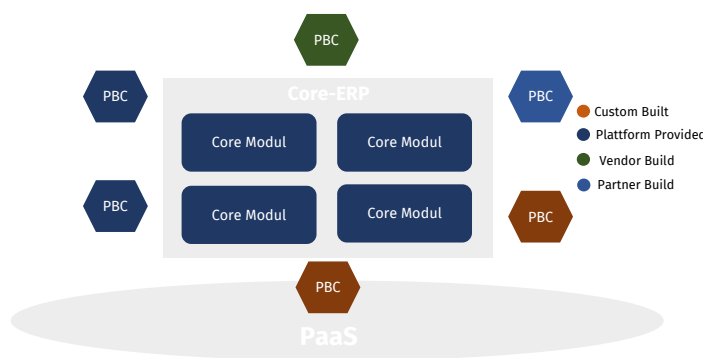 PBC
PBC
Core-ERP
PBC
Core Modul
Core Modul
Custom Built
Plattform Provided
Vendor Build
Partner Build
PBC
Core Modul
Core Modul
PBC
PBC
PaaS